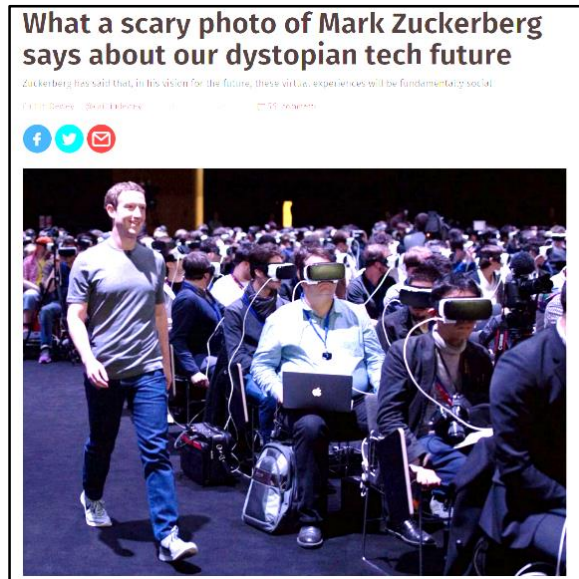 What a scary photo of Mark Zuckerberg
says about our dystopian tech future
Zuckerberg has said that, in his vision for the future, these virtual experiences will be fundamentally social